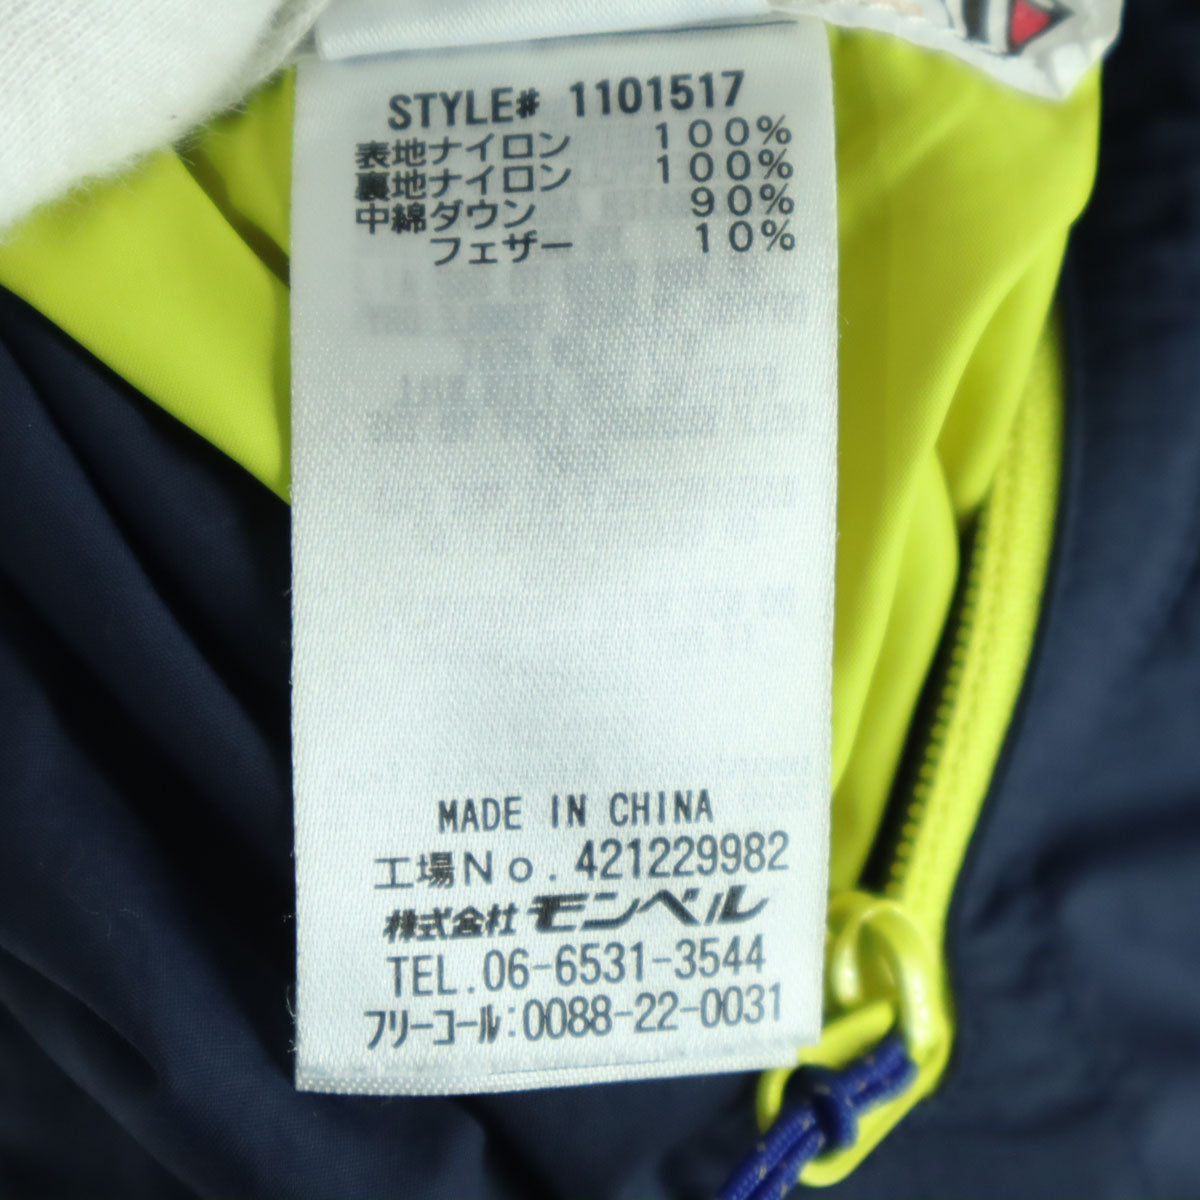 STYLE# 1101517
表地ナイロン 100%
裏地ナイロン 100%
中綿ダウン 90%
フェザー 10%
MADE IN CHINA
工場No. 421229982
株式会社 モンベル
TEL.06-6531-3544
フリーコール:0088-22-0031